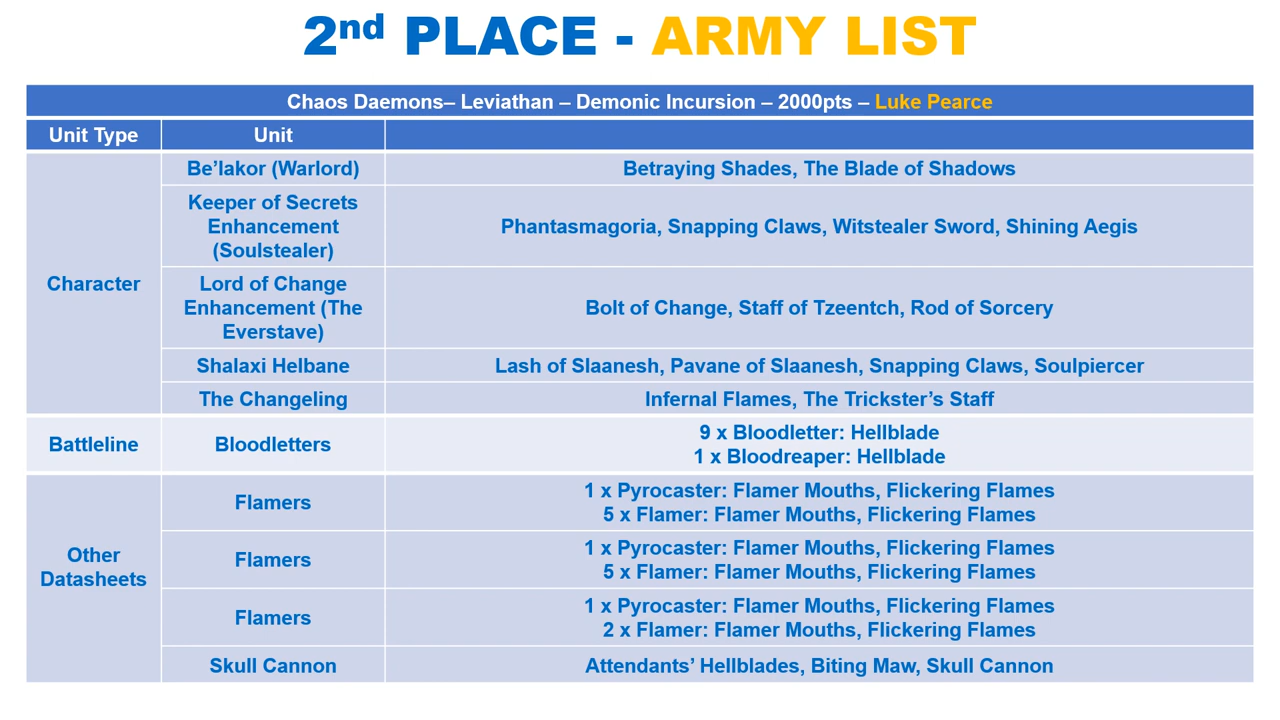 2nd PLACE - ARMY LIST
Chaos Daemons– Leviathan – Demonic Incursion – 2000pts – Luke Pearce
Unit Type
Unit
Character
Be’lakor (Warlord)
Betraying Shades, The Blade of Shadows
Keeper of Secrets
Enhancement
(Soulstealer)
Phantasmagoria, Snapping Claws, Witstealer Sword, Shining Aegis
Lord of Change
Enhancement (The
Everstave)
Bolt of Change, Staff of Tzeentch, Rod of Sorcery
Shalaxi Helbane
Lash of Slaanesh, Pavane of Slaanesh, Snapping Claws, Soulpiercer
The Changeling
Infernal Flames, The Trickster’s Staff
Battleline
Bloodletters
9 x Bloodletter: Hellblade
1 x Bloodreaper: Hellblade
Other
Datasheets
Flamers
1 x Pyrocaster: Flamer Mouths, Flickering Flames
5 x Flamer: Flamer Mouths, Flickering Flames
Flamers
1 x Pyrocaster: Flamer Mouths, Flickering Flames
5 x Flamer: Flamer Mouths, Flickering Flames
Flamers
1 x Pyrocaster: Flamer Mouths, Flickering Flames
2 x Flamer: Flamer Mouths, Flickering Flames
Skull Cannon
Attendants’ Hellblades, Biting Maw, Skull Cannon